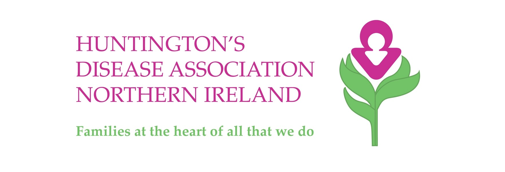 HUNTINGTON’S
DISEASE ASSOCIATION
NORTHERN IRELAND
Families at the heart of all that we do